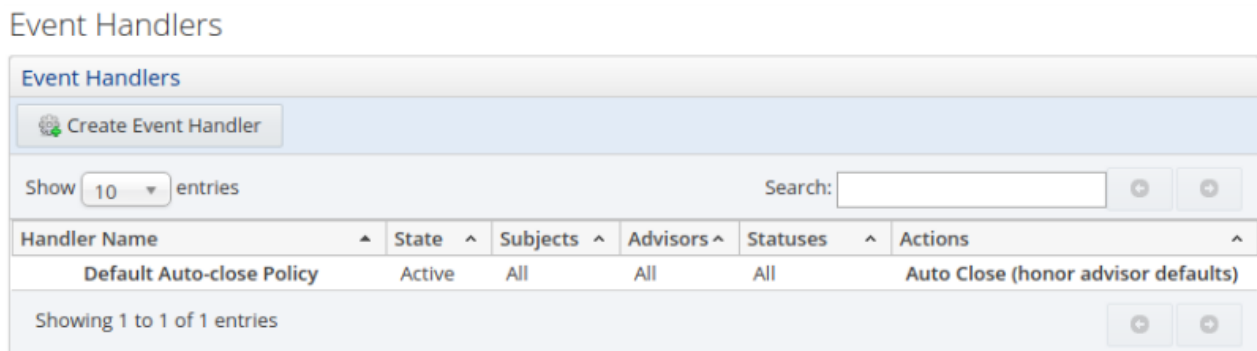 Event Handlers
Event Handlers
Create Event Handler
Show 10 entries Search:
Handler Name State Subjects Advisors Statuses Actions
Default Auto-close Policy Active All All All Auto Close (honor advisor defaults)
Showing 1 to 1 of 1 entries